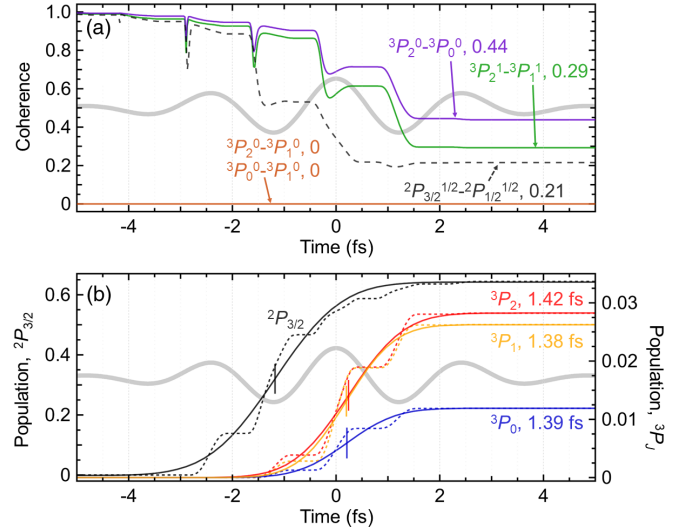 (a)
1.0
0.8
0.6
0.4
0.2
0
Coherence
³P₂⁰-³P₀⁰, 0.44
³P₂¹-³P₁¹, 0.29
³P₂⁰-³P₁⁰, 0
³P₀⁰-³P₁⁰, 0
²P₃/₂¹/²-²P₁/₂¹/², 0.21
-4 -2 0 2 4
Time (fs)
(b)
0.6
0.4
0.2
0
Population, ²P₃/₂
²P₃/₂
³P₂, 1.42 fs
³P₁, 1.38 fs
³P₀, 1.39 fs
0.03
0.02
0.01
0
Population, ³P_J
-4 -2 0 2 4
Time (fs)